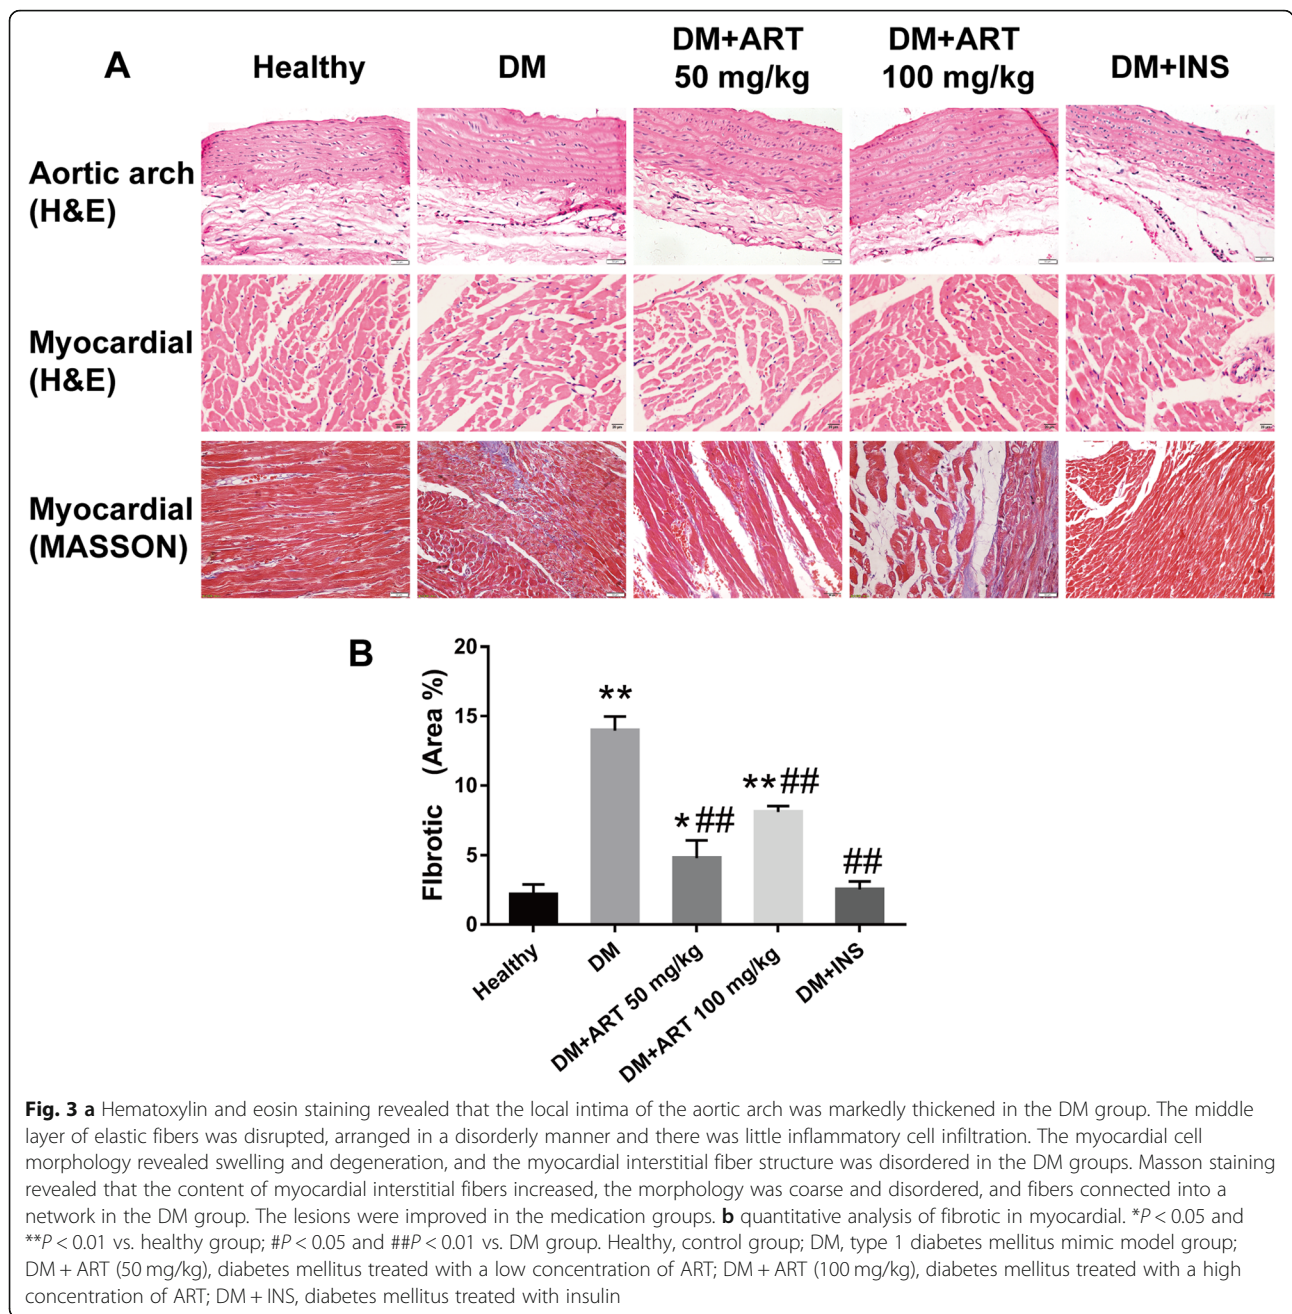 A
Healthy
DM
DM+ART
50 mg/kg
DM+ART
100 mg/kg
DM+INS
Aortic arch
(H&E)
Myocardial
(H&E)
Myocardial
(MASSON)
B
FIbrotic (Area %)
20
15
10
5
0
**
* ##
** ##
##
Healthy
DM
DM+ART 50 mg/kg
DM+ART 100 mg/kg
DM+INS
Fig. 3 a Hematoxylin and eosin staining revealed that the local intima of the aortic arch was markedly thickened in the DM group. The middle
layer of elastic fibers was disrupted, arranged in a disorderly manner and there was little inflammatory cell infiltration. The myocardial cell
morphology revealed swelling and degeneration, and the myocardial interstitial fiber structure was disordered in the DM groups. Masson staining
revealed that the content of myocardial interstitial fibers increased, the morphology was coarse and disordered, and fibers connected into a
network in the DM group. The lesions were improved in the medication groups. b quantitative analysis of fibrotic in myocardial. *P < 0.05 and
**P < 0.01 vs. healthy group; #P < 0.05 and ##P < 0.01 vs. DM group. Healthy, control group; DM, type 1 diabetes mellitus mimic model group;
DM + ART (50 mg/kg), diabetes mellitus treated with a low concentration of ART; DM + ART (100 mg/kg), diabetes mellitus treated with a high
concentration of ART; DM + INS, diabetes mellitus treated with insulin